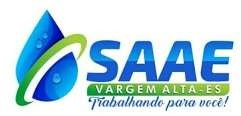 SAAE
VARGEM ALTA-ES
Trabalhando para você!